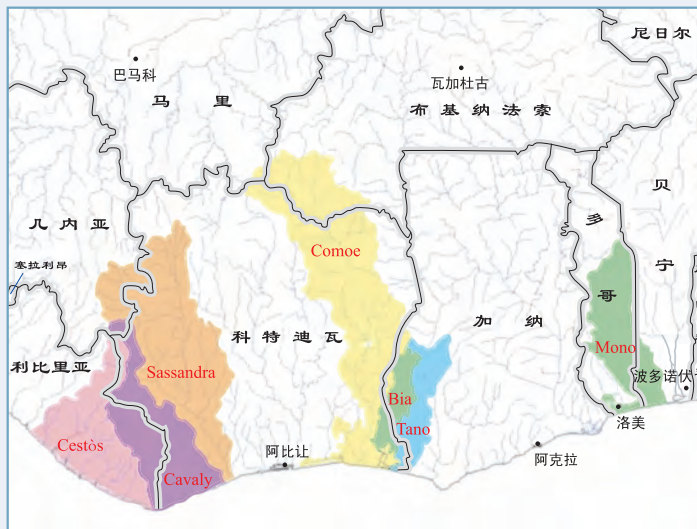 尼日尔
巴马科
瓦加杜古
马里
布基纳法索
几内亚
多哥
贝宁
Comoe
塞拉利昂
科特迪瓦
加纳
利比里亚
Sassandra
Mono
波多诺伏
Bia
洛美
Tano
Cestòs
阿比让
阿克拉
Cavaly